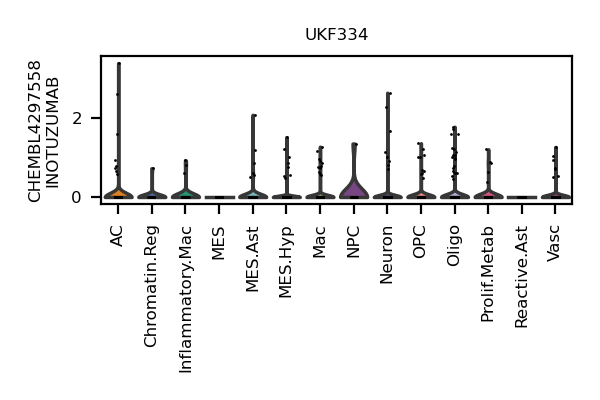 UKF334
CHEMBL4297558
INOTUZUMAB
2
0
AC
Chromatin.Reg
Inflammatory.Mac
MES
MES.Ast
MES.Hyp
Mac
NPC
Neuron
OPC
Oligo
Prolif.Metab
Reactive.Ast
Vasc